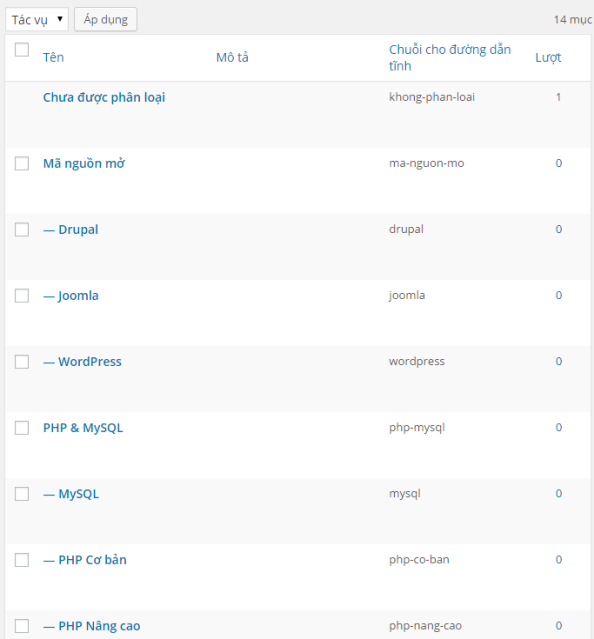 Tác vụ Áp dụng 14 mục
Tên Mô tả Chuỗi cho đường dẫn tĩnh Lượt
Chưa được phân loại khong-phan-loai 1
Mã nguồn mở ma-nguon-mo 0
— Drupal drupal 0
— Joomla joomla 0
— WordPress wordpress 0
PHP & MySQL php-mysql 0
— MySQL mysql 0
— PHP Cơ bản php-co-ban 0
— PHP Nâng cao php-nang-cao 0